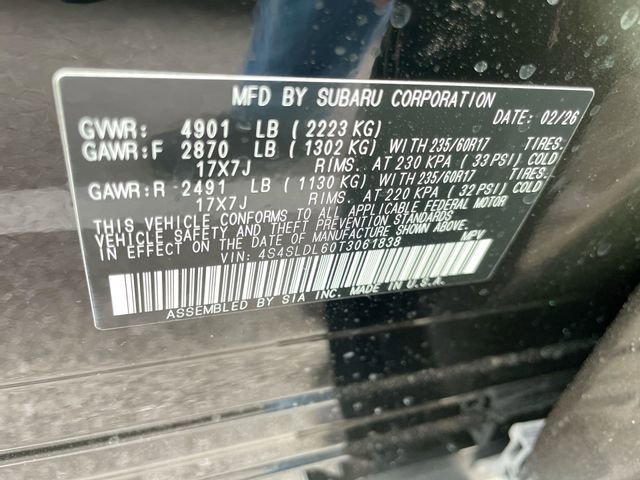 MFD BY SUBARU CORPORATION
DATE: 02/26
GVWR: 4901 LB ( 2223 KG)
GAWR:F 2870 LB ( 1302 KG) WITH 235/60R17 TIRES.
17X7J RIMS. AT 230 KPA ( 33 PSI) COLD
GAWR:R 2491 LB ( 1130 KG) WITH 235/60R17 TIRES.
17X7J RIMS. AT 220 KPA ( 32 PSI) COLD
THIS VEHICLE CONFORMS TO ALL APPLICABLE FEDERAL MOTOR
VEHICLE SAFETY AND THEFT PREVENTION STANDARDS
IN EFFECT ON THE DATE OF MANUFACTURE SHOWN ABOVE.
VIN: 4S4SLDL60T3061838 MPV
ASSEMBLED BY SIA INC. MADE IN U.S.A.